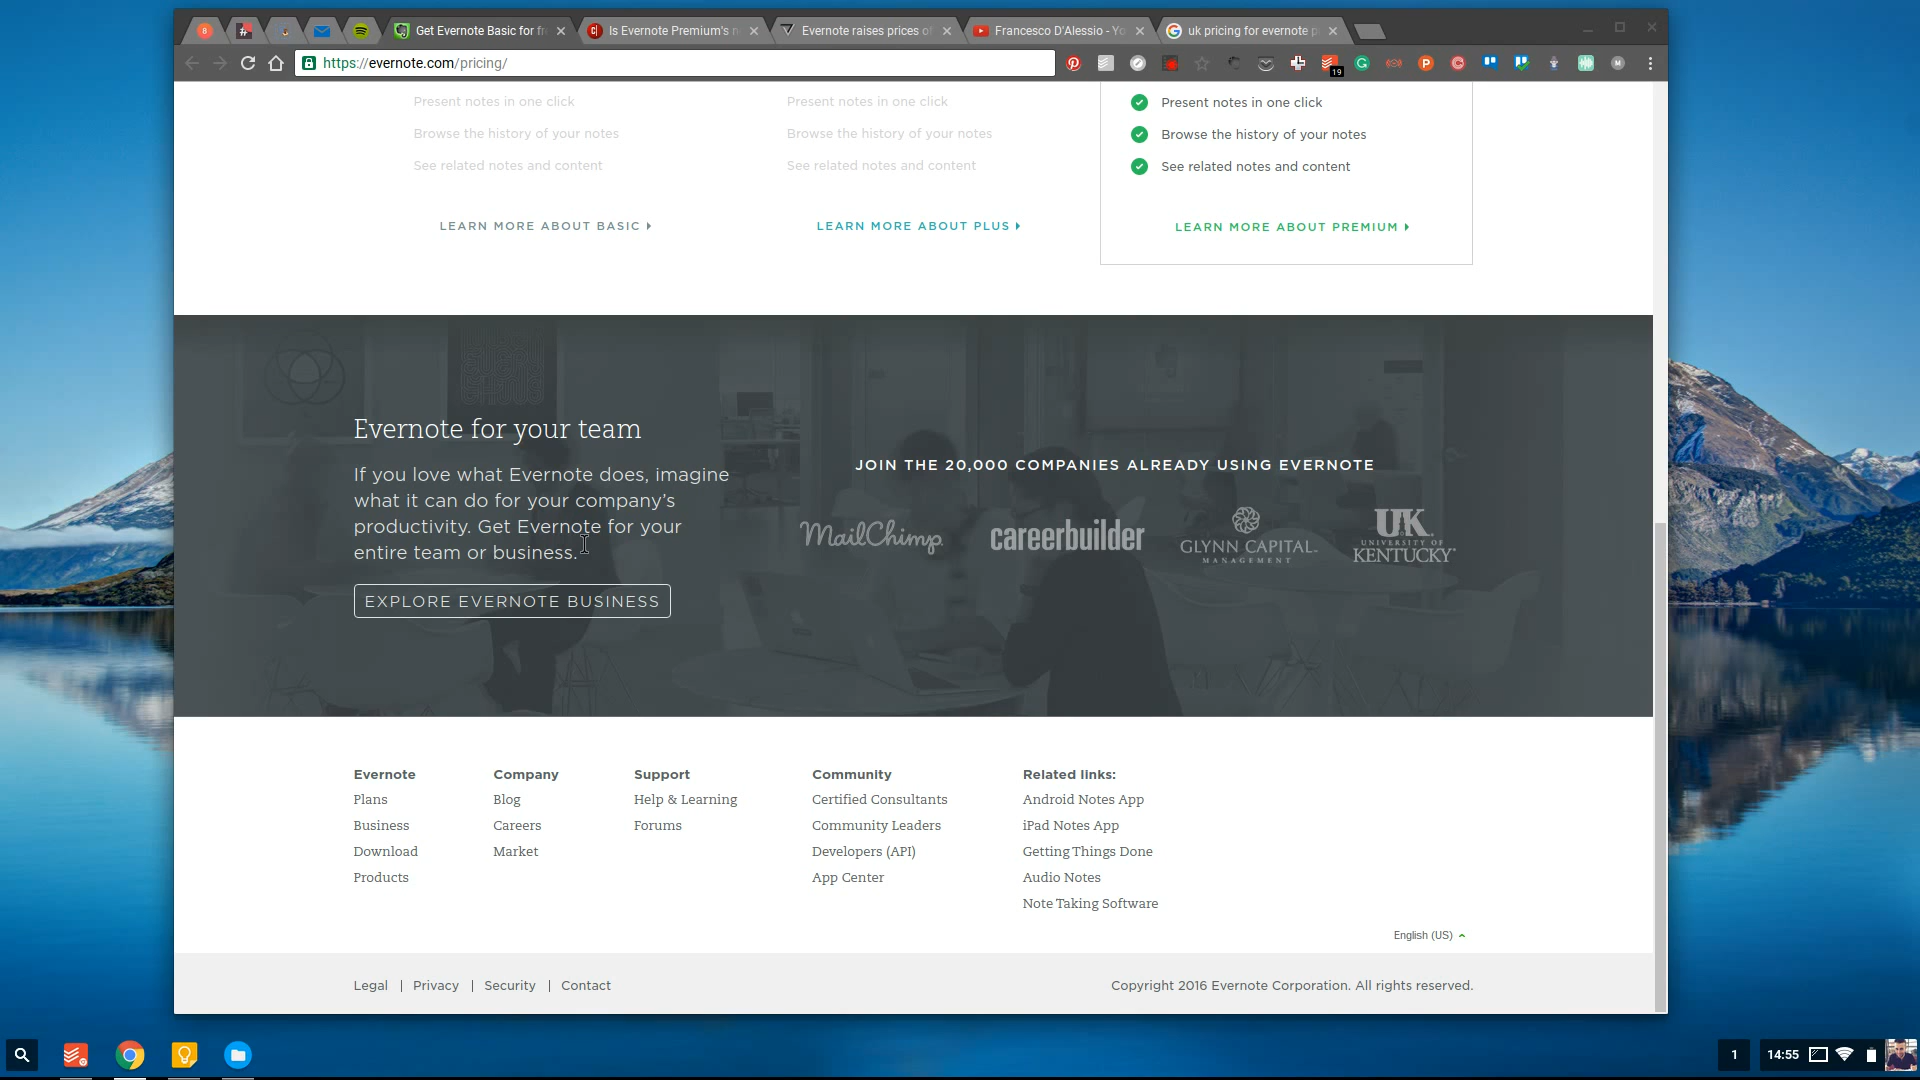 8
Get Evernote Basic for fr
Is Evernote Premium's n
Evernote raises prices of
Francesco D'Alessio - Yo
uk pricing for evernote p
https://evernote.com/pricing/
19
Present notes in one click
Browse the history of your notes
See related notes and content
LEARN MORE ABOUT BASIC
Present notes in one click
Browse the history of your notes
See related notes and content
LEARN MORE ABOUT PLUS
Present notes in one click
Browse the history of your notes
See related notes and content
LEARN MORE ABOUT PREMIUM
Evernote for your team
If you love what Evernote does, imagine
what it can do for your company's
productivity. Get Evernote for your
entire team or business.
EXPLORE EVERNOTE BUSINESS
JOIN THE 20,000 COMPANIES ALREADY USING EVERNOTE
MailChimp
careerbuilder
GLYNN CAPITAL
MANAGEMENT
UK
UNIVERSITY OF
KENTUCKY
Evernote
Plans
Business
Download
Products
Company
Blog
Careers
Market
Support
Help & Learning
Forums
Community
Certified Consultants
Community Leaders
Developers (API)
App Center
Related links:
Android Notes App
iPad Notes App
Getting Things Done
Audio Notes
Note Taking Software
English (US)
Legal | Privacy | Security | Contact
Copyright 2016 Evernote Corporation. All rights reserved.
1
14:55